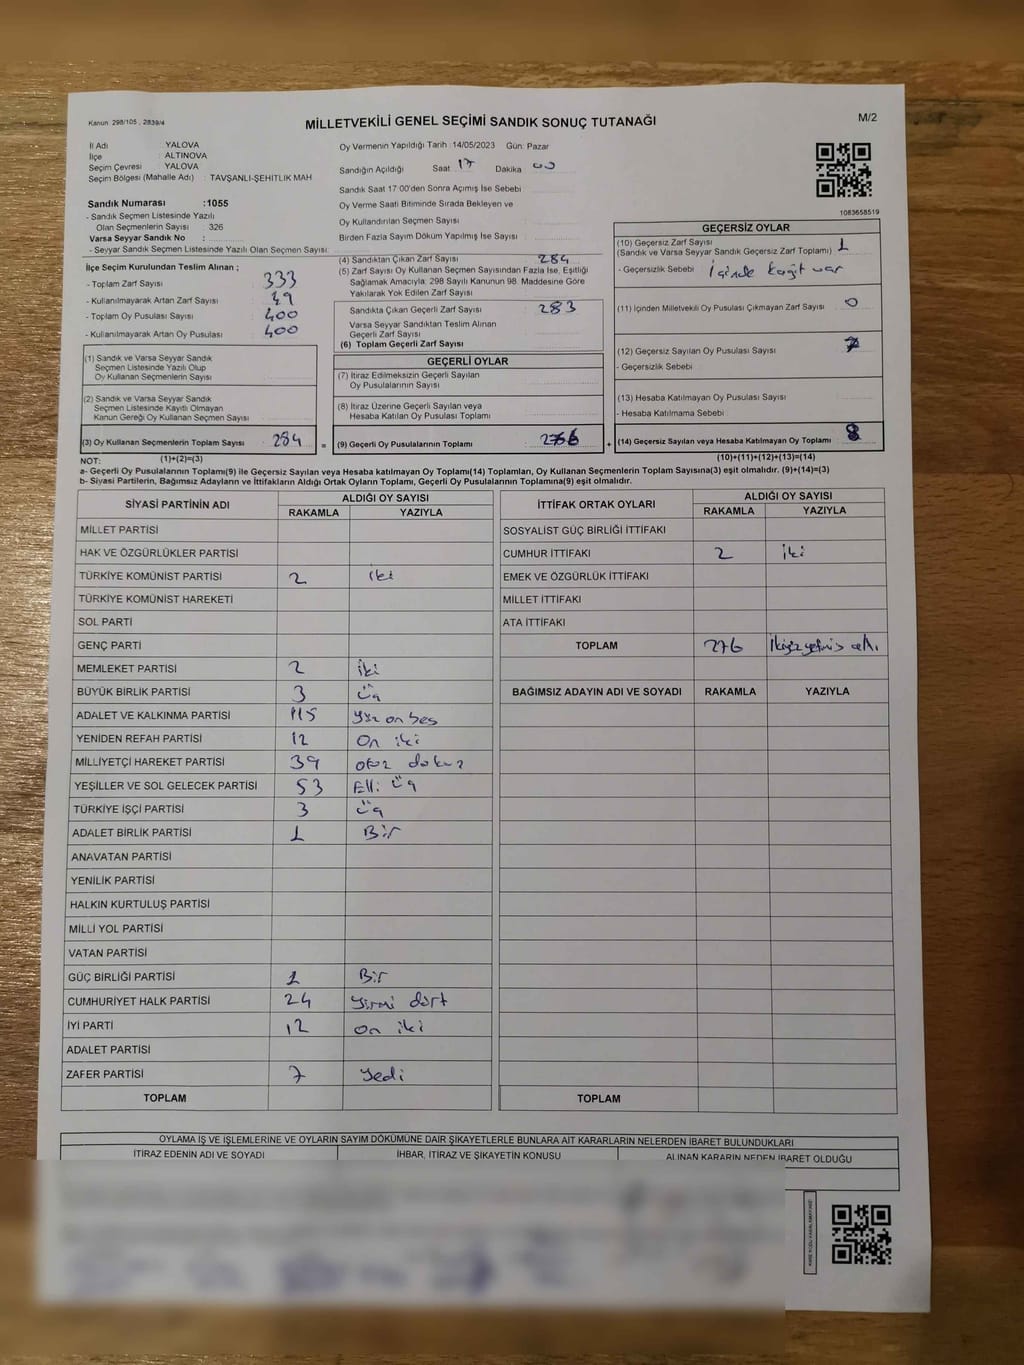 Kanun 298/105 , 2839/4
MİLLETVEKİLİ GENEL SEÇİMİ SANDIK SONUÇ TUTANAĞI
M/2
İl Adı : YALOVA
İlçe : ALTINOVA
Seçim Çevresi : YALOVA
Seçim Bölgesi (Mahalle Adı) : TAVŞANLI-ŞEHİTLİK MAH
Sandık Numarası :1055
- Sandık Seçmen Listesinde Yazılı
Olan Seçmenlerin Sayısı : 326
Varsa Seyyar Sandık No :
- Seyyar Sandık Seçmen Listesinde Yazılı Olan Seçmen Sayısı:
Oy Vermenin Yapıldığı Tarih :14/05/2023 Gün: Pazar
Sandığın Açıldığı Saat 17 Dakika 00
Sandık Saat 17:00'den Sonra Açımış İse Sebebi
Oy Verme Saati Bitiminde Sırada Bekleyen ve
Oy Kullandırılan Seçmen Sayısı :
Birden Fazla Sayım Döküm Yapılmış İse Sayısı :
1083658519
İlçe Seçim Kurulundan Teslim Alınan ;
- Toplam Zarf Sayısı : 333
- Kullanılmayarak Artan Zarf Sayısı : 49
- Toplam Oy Pusulası Sayısı : 400
- Kullanılmayarak Artan Oy Pusulası : 400
(1) Sandık ve Varsa Seyyar Sandık
Seçmen Listesinde Yazılı Olup
Oy Kullanan Seçmenlerin Sayısı
(2) Sandık ve Varsa Seyyar Sandık
Seçmen Listesinde Kayıtlı Olmayan
Kanun Gereği Oy Kullanan Seçmen Sayısı
(3) Oy Kullanan Seçmenlerin Toplam Sayısı 284 =
(1)+(2)=(3)
(4) Sandıktan Çıkan Zarf Sayısı 284
(5) Zarf Sayısı Oy Kullanan Seçmen Sayısından Fazla İse, Eşitliği
Sağlamak Amacıyla; 298 Sayılı Kanunun 98. Maddesine Göre
Yakılarak Yok Edilen Zarf Sayısı
Sandıkta Çıkan Geçerli Zarf Sayısı 283
Varsa Seyyar Sandıktan Teslim Alınan
Geçerli Zarf Sayısı
(6) Toplam Geçerli Zarf Sayısı
GEÇERLİ OYLAR
(7) İtiraz Edilmeksizin Geçerli Sayılan
Oy Pusulalarının Sayısı
(8) İtiraz Üzerine Geçerli Sayılan veya
Hesaba Katılan Oy Pusulası Toplamı
(9) Geçerli Oy Pusulalarının Toplamı 276 +
GEÇERSİZ OYLAR
(10) Geçersiz Zarf Sayısı
(Sandık ve Varsa Seyyar Sandık Geçersiz Zarf Toplamı) 1
- Geçersizlik Sebebi : İçinde kağıt var
(11) İçinden Milletvekili Oy Pusulası Çıkmayan Zarf Sayısı 0
(12) Geçersiz Sayılan Oy Pusulası Sayısı 7
- Geçersizlik Sebebi
(13) Hesaba Katılmayan Oy Pusulası Sayısı
- Hesaba Katılmama Sebebi
(14) Geçersiz Sayılan veya Hesaba Katılmayan Oy Toplamı 8
(10)+(11)+(12)+(13)=(14)
NOT:
a- Geçerli Oy Pusulalarının Toplamı(9) ile Geçersiz Sayılan veya Hesaba katılmayan Oy Toplamı(14) Toplamları, Oy Kullanan Seçmenlerin Toplam Sayısına(3) eşit olmalıdır. (9)+(14)=(3)
b- Siyasi Partilerin, Bağımsız Adayların ve İttifakların Aldığı Ortak Oyların Toplamı, Geçerli Oy Pusulalarının Toplamına(9) eşit olmalıdır.
SİYASİ PARTİNİN ADI ALDIĞI OY SAYISI
RAKAMLA YAZIYLA
MİLLET PARTİSİ
HAK VE ÖZGÜRLÜKLER PARTİSİ
TÜRKİYE KOMÜNİST PARTİSİ 2 iki
TÜRKİYE KOMÜNİST HAREKETİ
SOL PARTİ
GENÇ PARTİ
MEMLEKET PARTİSİ 2 iki
BÜYÜK BİRLİK PARTİSİ 3 üç
ADALET VE KALKINMA PARTİSİ 115 Yüz on beş
YENİDEN REFAH PARTİSİ 12 On iki
MİLLİYETÇİ HAREKET PARTİSİ 39 otuz dokuz
YEŞİLLER VE SOL GELECEK PARTİSİ 53 Elli üç
TÜRKİYE İŞÇİ PARTİSİ 3 üç
ADALET BİRLİK PARTİSİ 1 Bir
ANAVATAN PARTİSİ
YENİLİK PARTİSİ
HALKIN KURTULUŞ PARTİSİ
MİLLİ YOL PARTİSİ
VATAN PARTİSİ
GÜÇ BİRLİĞİ PARTİSİ 1 Bir
CUMHURİYET HALK PARTİSİ 24 Yirmi dört
İYİ PARTİ 12 on iki
ADALET PARTİSİ
ZAFER PARTİSİ 7 Yedi
TOPLAM
İTTİFAK ORTAK OYLARI ALDIĞI OY SAYISI
RAKAMLA YAZIYLA
SOSYALİST GÜÇ BİRLİĞİ İTTİFAKI
CUMHUR İTTİFAKI 2 iki
EMEK VE ÖZGÜRLÜK İTTİFAKI
MİLLET İTTİFAKI
ATA İTTİFAKI
TOPLAM 276 İkiyüz yetmiş altı
BAĞIMSIZ ADAYIN ADI VE SOYADI RAKAMLA YAZIYLA
TOPLAM
OYLAMA İŞ VE İŞLEMLERİNE VE OYLARIN SAYIM DÖKÜMÜNE DAİR ŞİKAYETLERLE BUNLARA AİT KARARLARIN NELERDEN İBARET BULUNDUKLARI
İTİRAZ EDENİN ADI VE SOYADI İHBAR, İTİRAZ VE ŞİKAYETİN KONUSU ALINAN KARARIN NEDEN İBARET OLDUĞU